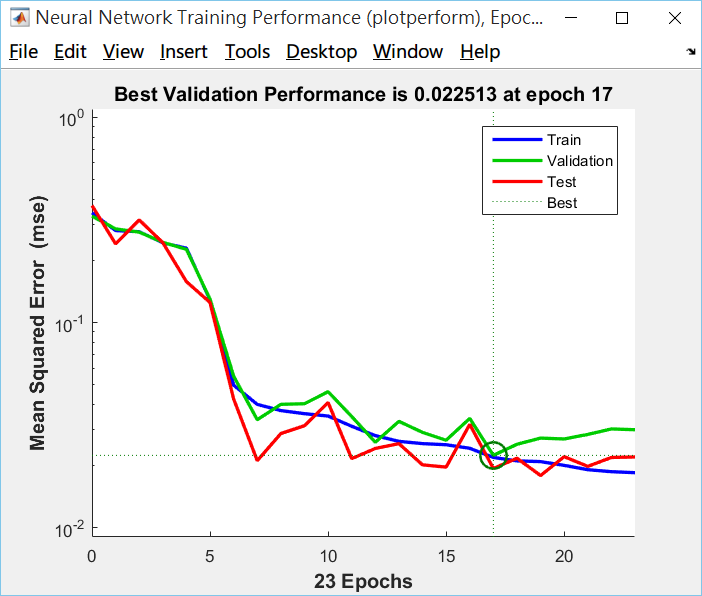 Neural Network Training Performance (plotperform), Epoc...
File Edit View Insert Tools Desktop Window Help
Best Validation Performance is 0.022513 at epoch 17
10^0
10^-1
10^-2
Mean Squared Error (mse)
Train
Validation
Test
Best
0 5 10 15 20
23 Epochs